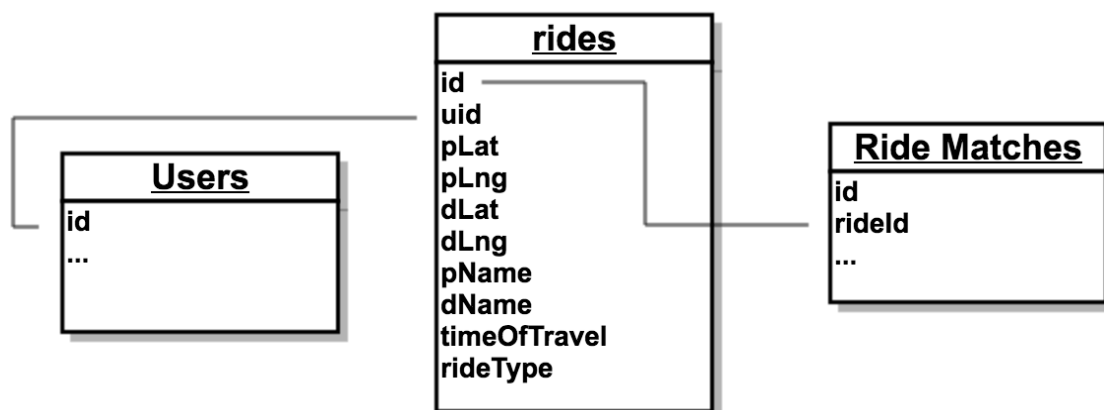 rides
id
uid
pLat
pLng
dLat
dLng
pName
dName
timeOfTravel
rideType
Users
id
...
Ride Matches
id
rideId
...